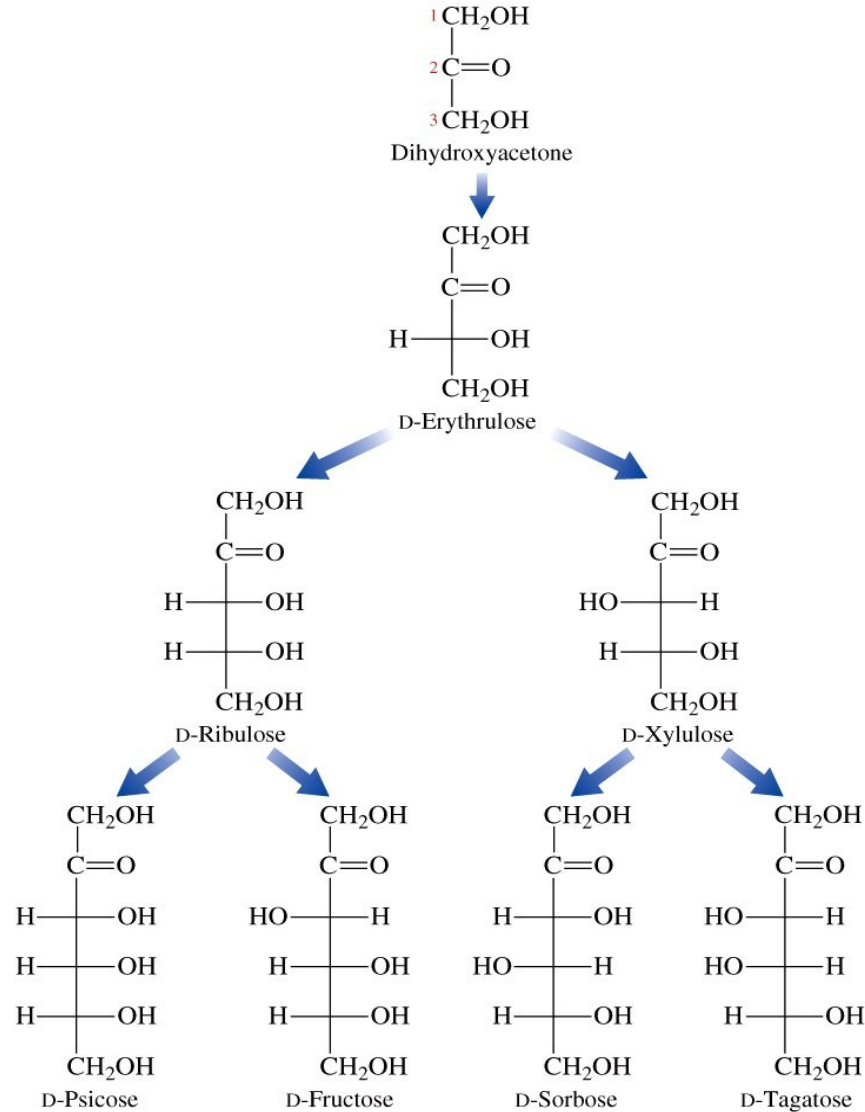 1 CH2OH
2 C=O
3 CH2OH
Dihydroxyacetone
CH2OH
C=O
H OH
CH2OH
D-Erythrulose
CH2OH CH2OH
C=O C=O
H OH HO H
H OH H OH
CH2OH CH2OH
D-Ribulose D-Xylulose
CH2OH CH2OH CH2OH CH2OH
C=O C=O C=O C=O
H OH HO H H OH HO H
H OH H OH HO H HO H
H OH H OH H OH H OH
CH2OH CH2OH CH2OH CH2OH
D-Psicose D-Fructose D-Sorbose D-Tagatose